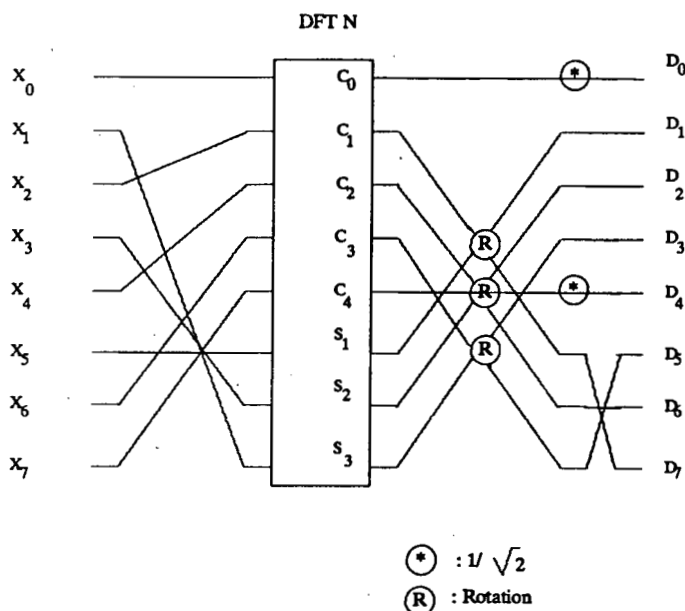 DFT N
X0 C0 * D0
X1 C1 D1
X2 C2 D2
X3 C3 R D3
X4 C4 R * D4
X5 S1 R D5
X6 S2 D6
X7 S3 D7
* : 1/ √2
R : Rotation